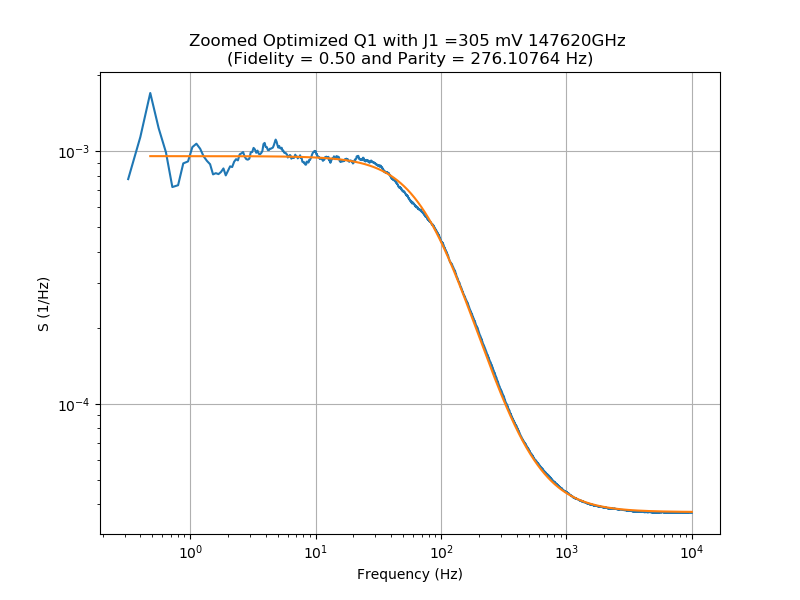 Zoomed Optimized Q1 with J1 =305 mV 147620GHz
(Fidelity = 0.50 and Parity = 276.10764 Hz)
S (1/Hz)
10⁻³
10⁻⁴
10⁰ 10¹ 10² 10³ 10⁴
Frequency (Hz)